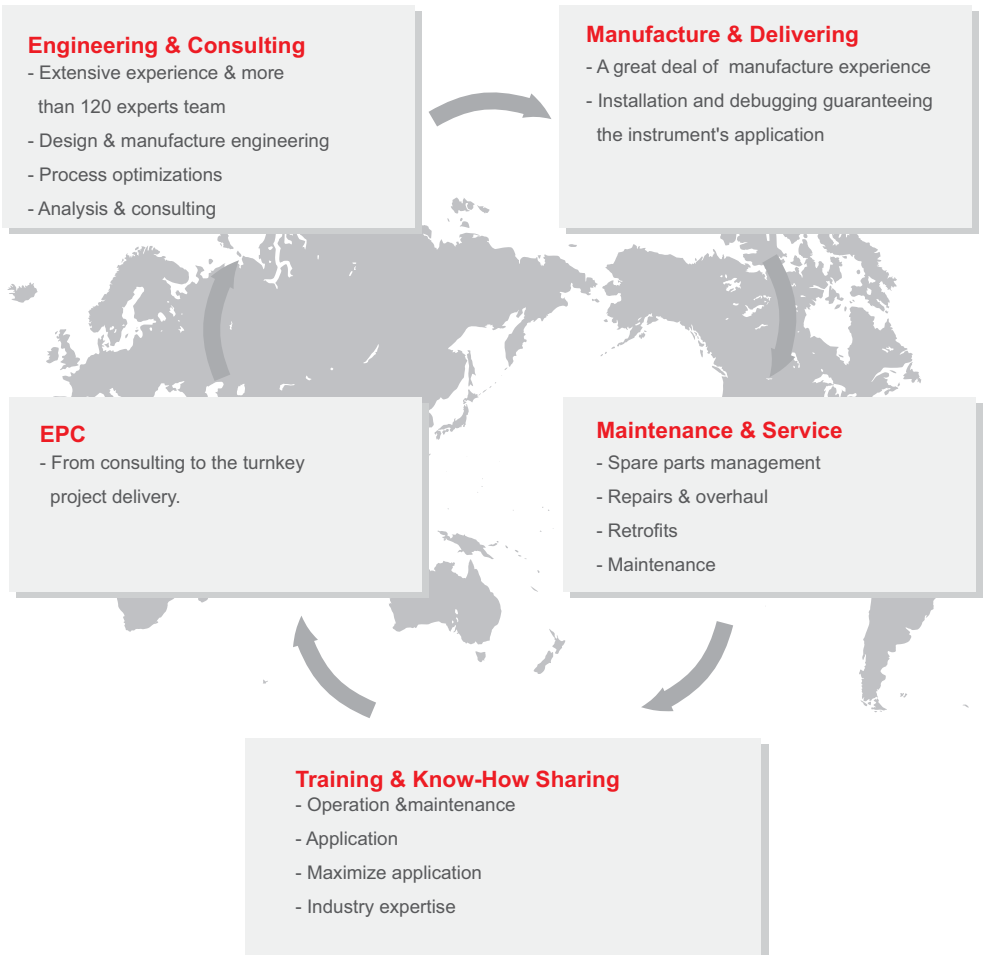 Engineering & Consulting
- Extensive experience & more
than 120 experts team
- Design & manufacture engineering
- Process optimizations
- Analysis & consulting
Manufacture & Delivering
- A great deal of  manufacture experience
- Installation and debugging guaranteeing
the instrument's application
EPC
- From consulting to the turnkey
project delivery.
Maintenance & Service
- Spare parts management
- Repairs & overhaul
- Retrofits
- Maintenance
Training & Know-How Sharing
- Operation &maintenance
- Application
- Maximize application
- Industry expertise